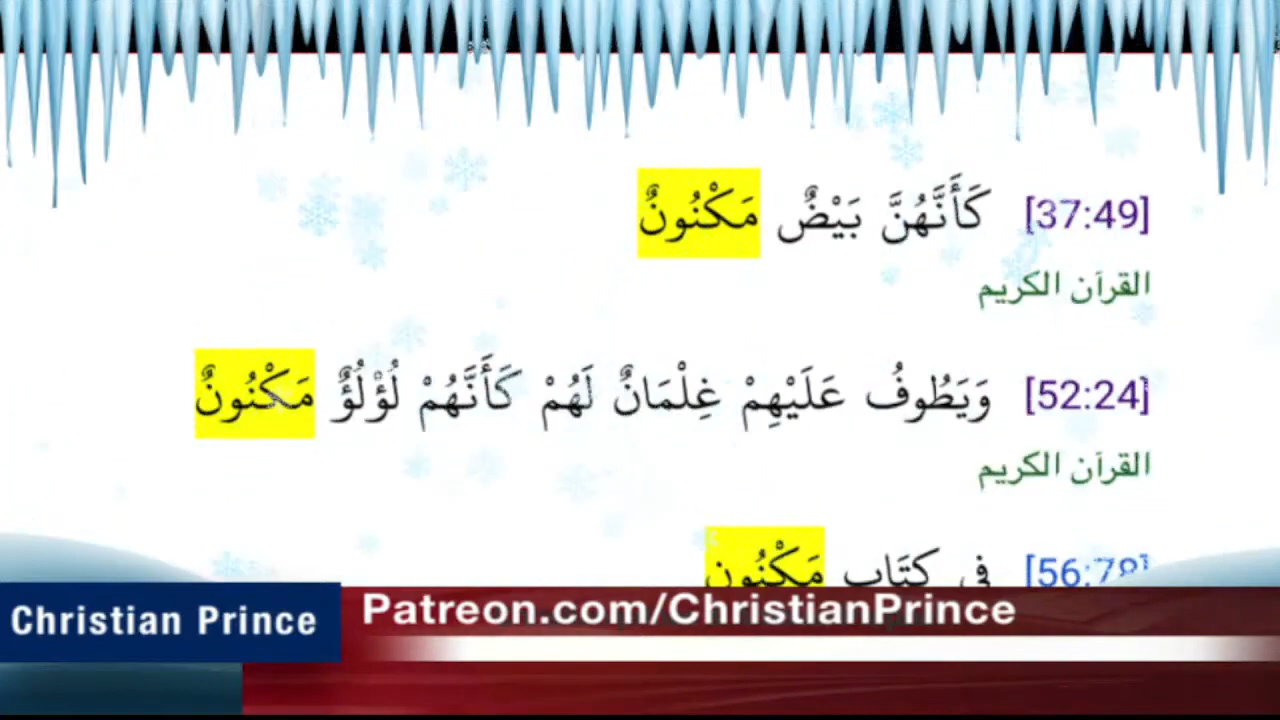 [37:49] كَأَنَّهُنَّ بَيْضٌ مَكْنُونٌ
القرآن الكريم
[52:24] وَيَطُوفُ عَلَيْهِمْ غِلْمَانٌ لَهُمْ كَأَنَّهُمْ لُؤْلُؤٌ مَكْنُونٌ
القرآن الكريم
[56:78] فِي كِتَابٍ مَكْنُونٍ
Christian Prince
Patreon.com/ChristianPrince